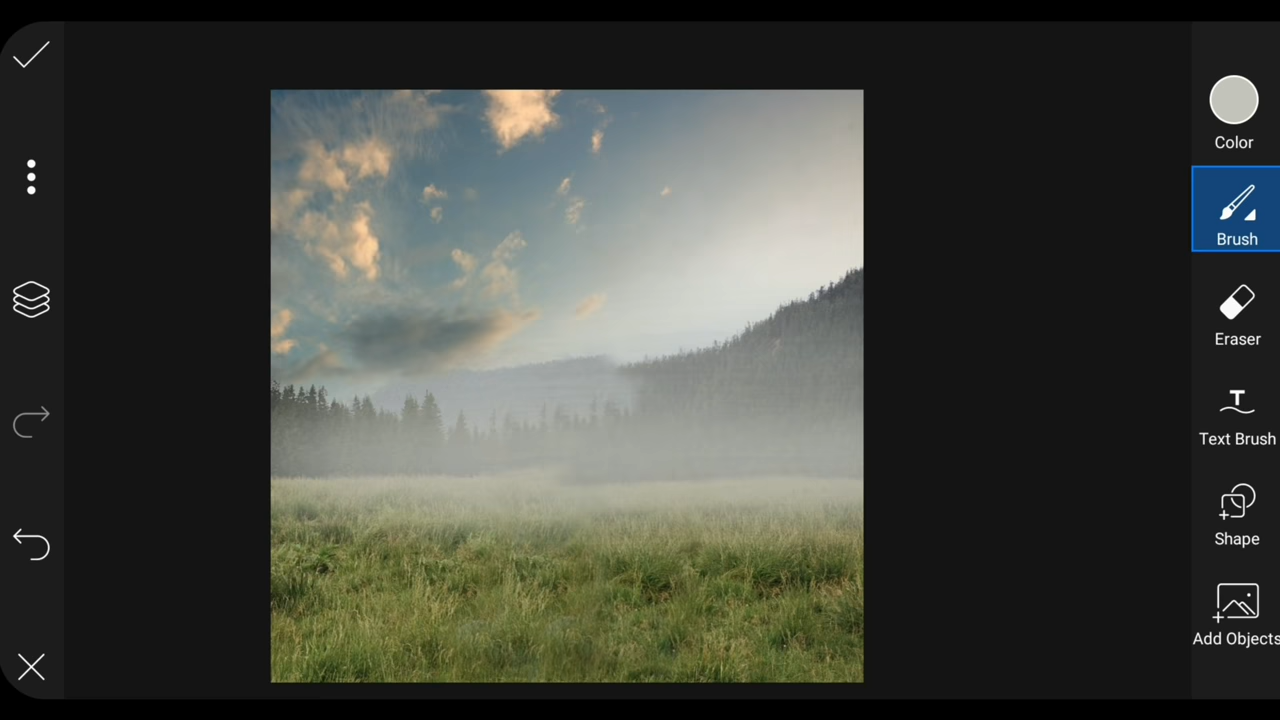 Color
Brush
Eraser
Text Brush
Shape
Add Objects